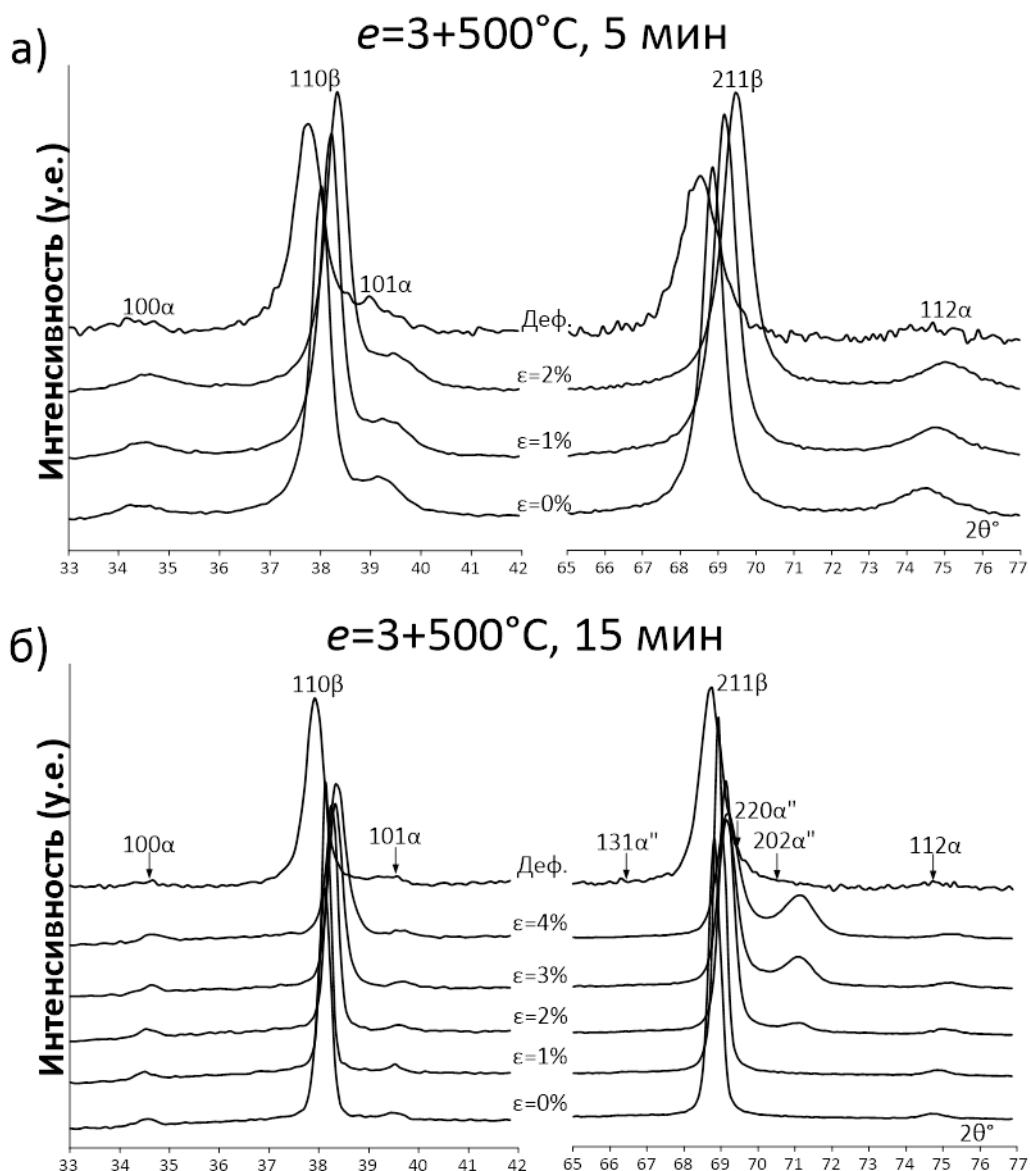 а)
e=3+500°C, 5 мин
Интенсивность (у.е.)
110β
211β
100α
101α
112α
Деф.
ε=2%
ε=1%
ε=0%
2θ°
33 34 35 36 37 38 39 40 41 42
65 66 67 68 69 70 71 72 73 74 75 76 77
б)
e=3+500°C, 15 мин
Интенсивность (у.е.)
110β
211β
100α
101α
131α"
220α"
202α"
112α
Деф.
ε=4%
ε=3%
ε=2%
ε=1%
ε=0%
2θ°
33 34 35 36 37 38 39 40 41 42
65 66 67 68 69 70 71 72 73 74 75 76 77